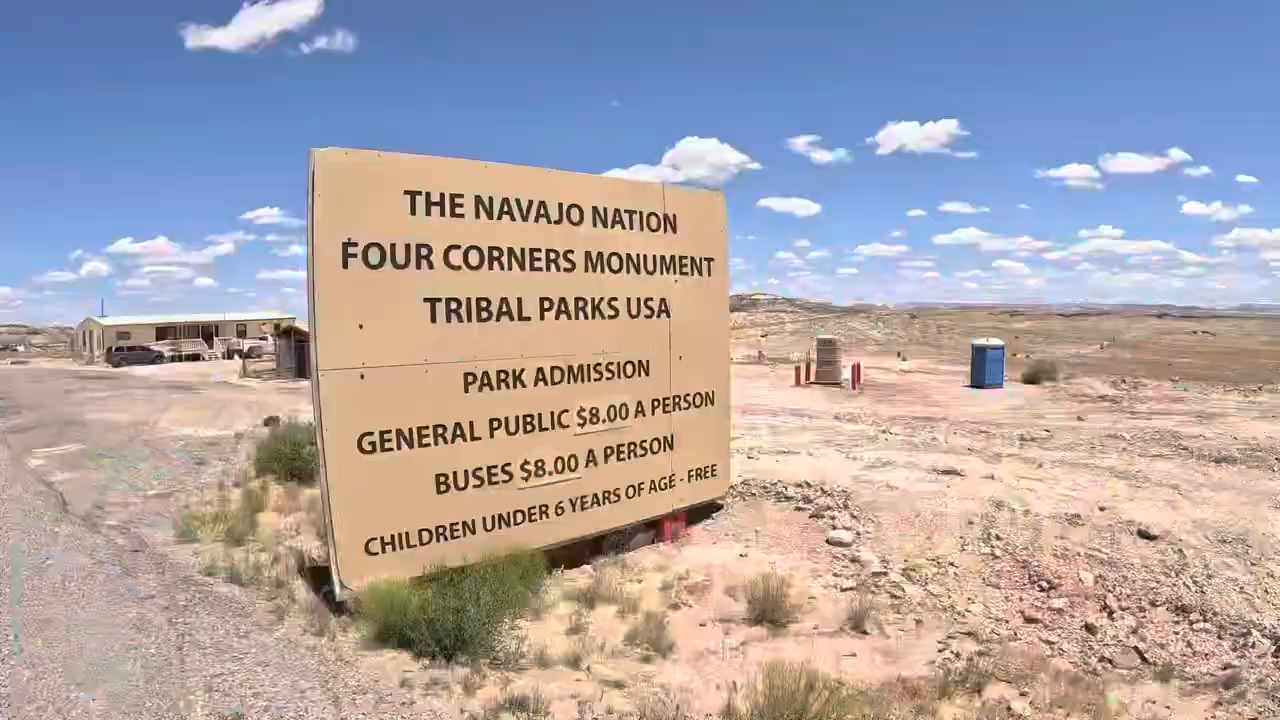 THE NAVAJO NATION
FOUR CORNERS MONUMENT
TRIBAL PARKS USA
PARK ADMISSION
GENERAL PUBLIC $8.00 A PERSON
BUSES $8.00 A PERSON
CHILDREN UNDER 6 YEARS OF AGE - FREE